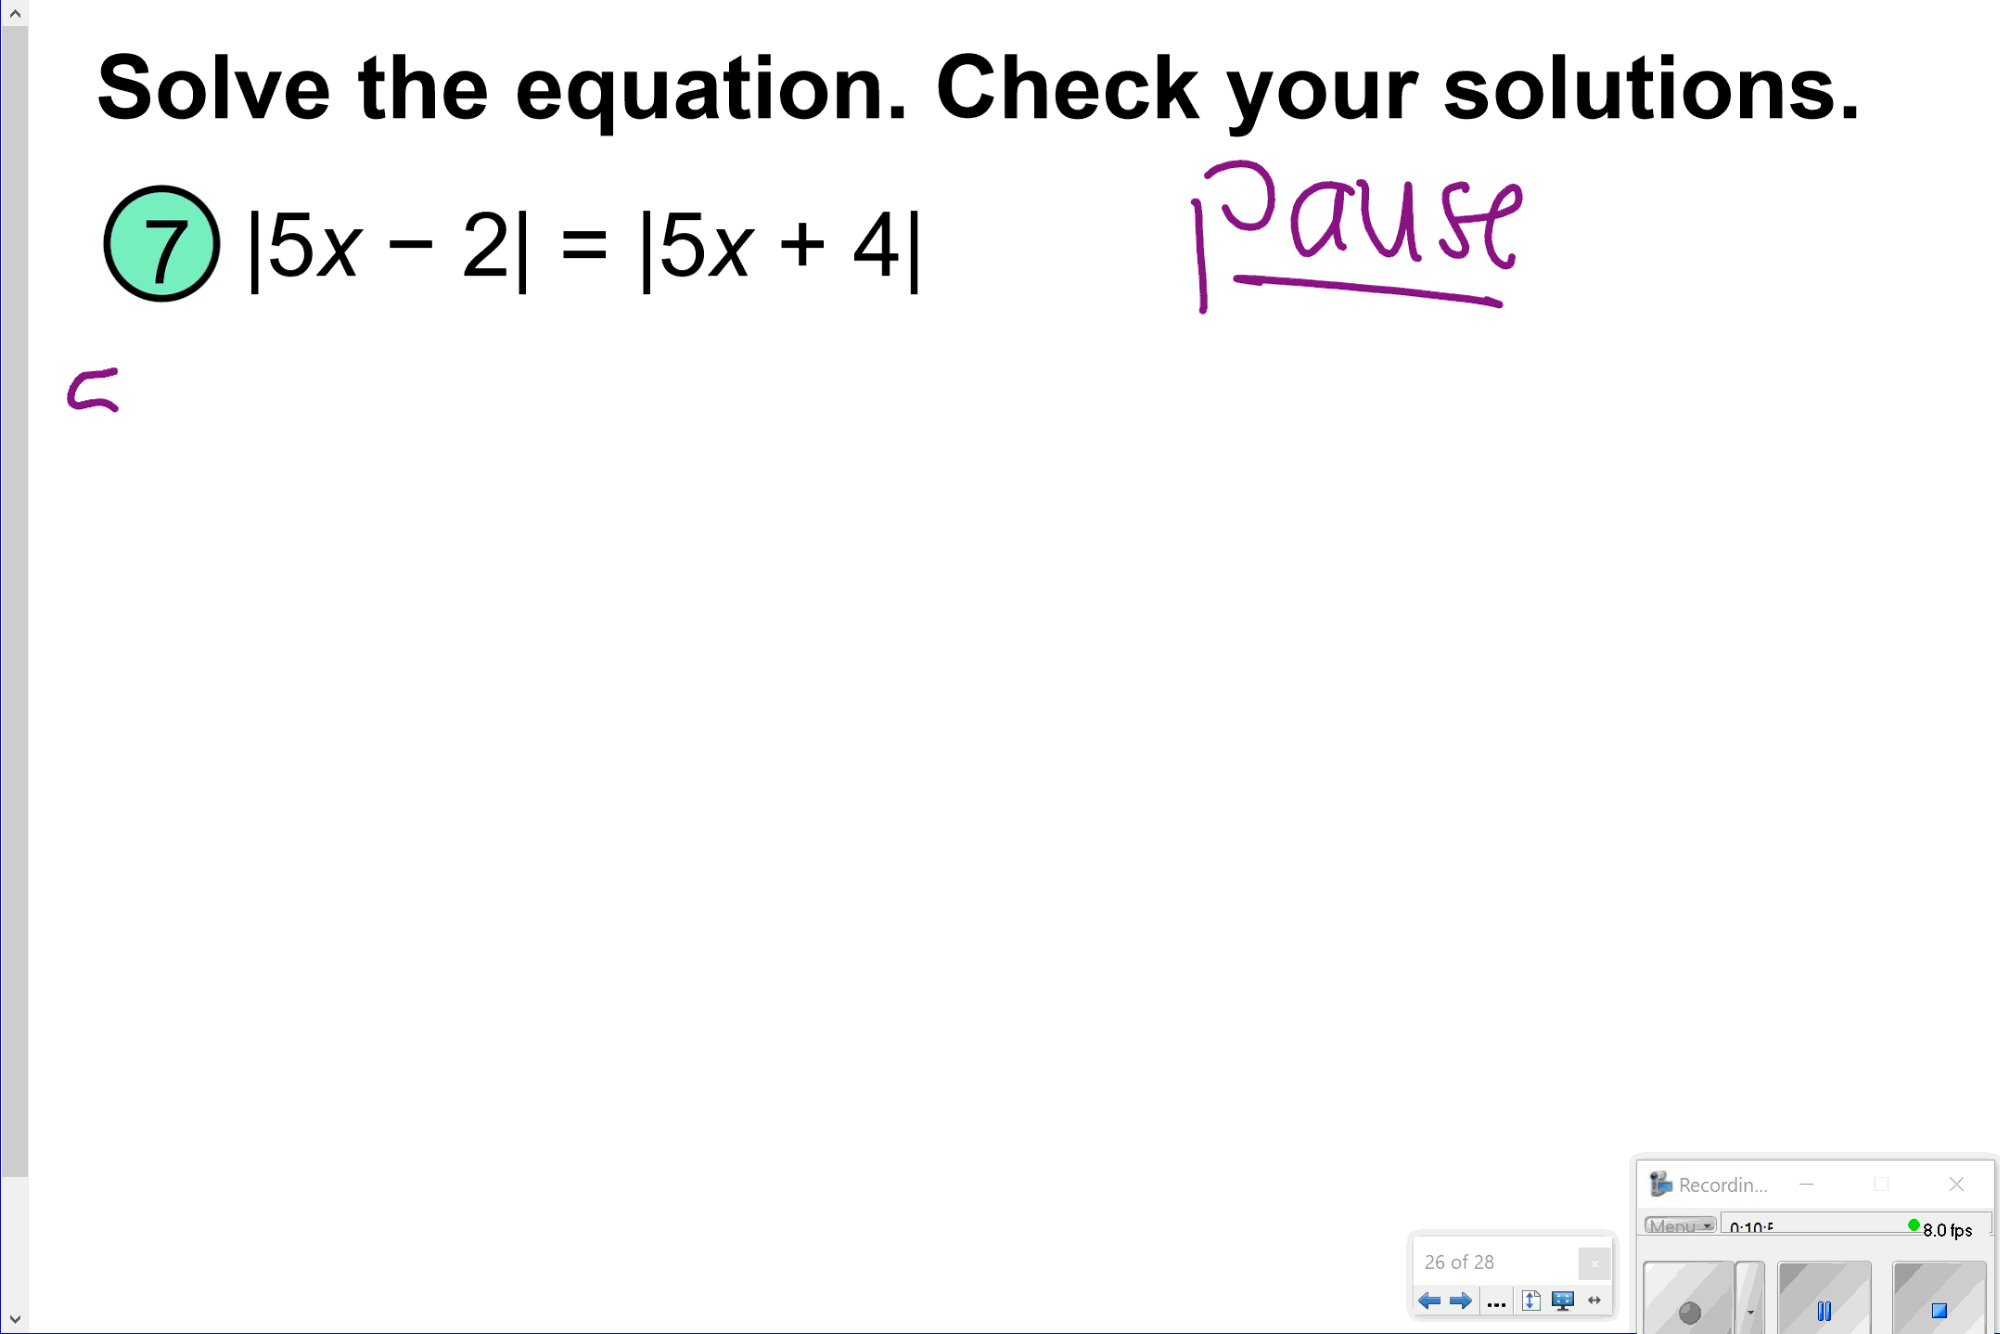 Solve the equation. Check your solutions.
7 |5x − 2| = |5x + 4|
pause
Recordin...
Menu
8.0 fps
26 of 28
...